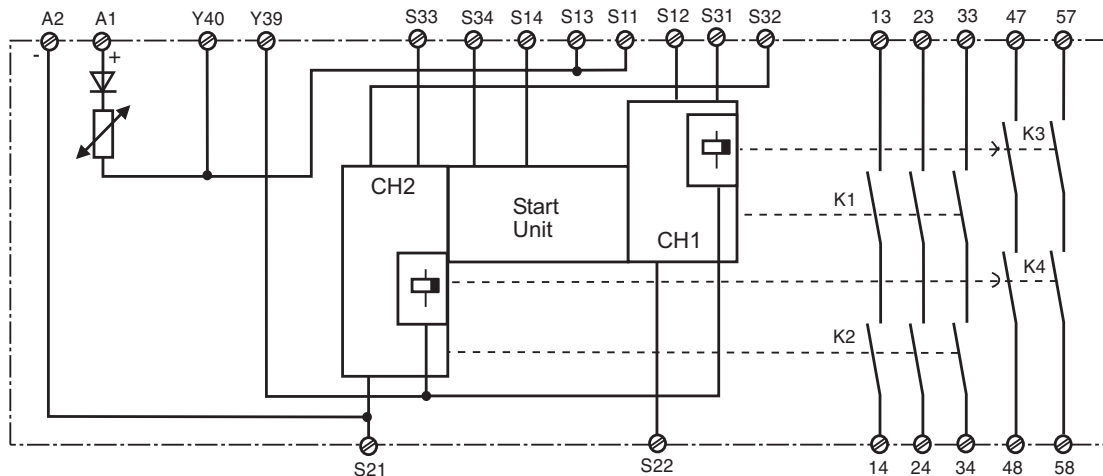 A2 A1 Y40 Y39 S33 S34 S14 S13 S11 S12 S31 S32 13 23 33 47 57
- +
K3
CH2
Start
Unit
K1
CH1
K4
K2
S21 S22 14 24 34 48 58